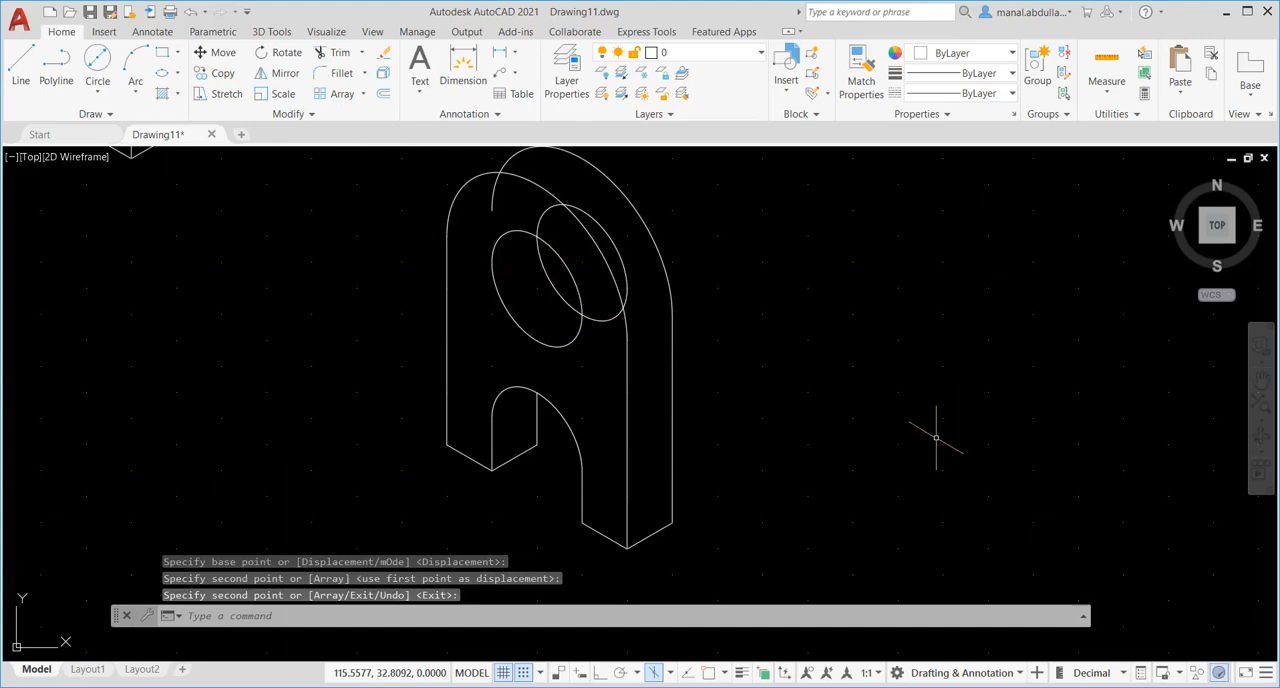 Autodesk AutoCAD 2021 Drawing11.dwg
Type a keyword or phrase
manal.abdulla...
Home Insert Annotate Parametric 3D Tools Visualize View Manage Output Add-ins Collaborate Express Tools Featured Apps
Line Polyline Circle Arc
Move Rotate Trim
Copy Mirror Fillet
Stretch Scale Array
Text Dimension
Table
Layer Properties
0
Insert
Match Properties
ByLayer
ByLayer
ByLayer
Group
Measure
Paste
Base
Draw Modify Annotation Layers Block Properties Groups Utilities Clipboard View
Start Drawing11*
[−][Top][2D Wireframe]
N
W TOP E
S
WCS
Specify base point or [Displacement/mOde] <Displacement>:
Specify second point or [Array] <use first point as displacement>:
Specify second point or [Array/Exit/Undo] <Exit>:
Type a command
Y
X
Model Layout1 Layout2
115.5577, 32.8092, 0.0000 MODEL 1:1 Drafting & Annotation Decimal